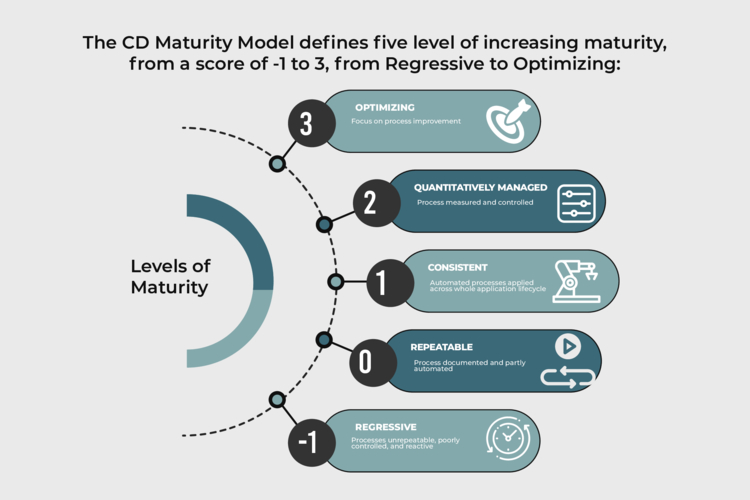 The CD Maturity Model defines five level of increasing maturity,
from a score of -1 to 3, from Regressive to Optimizing:
Levels of
Maturity
3
OPTIMIZING
Focus on process improvement
2
QUANTITATIVELY MANAGED
Process measured and controlled
1
CONSISTENT
Automated processes applied
across whole application lifecycle
0
REPEATABLE
Process documented and partly
automated
-1
REGRESSIVE
Processes unrepeatable, poorly
controlled, and reactive